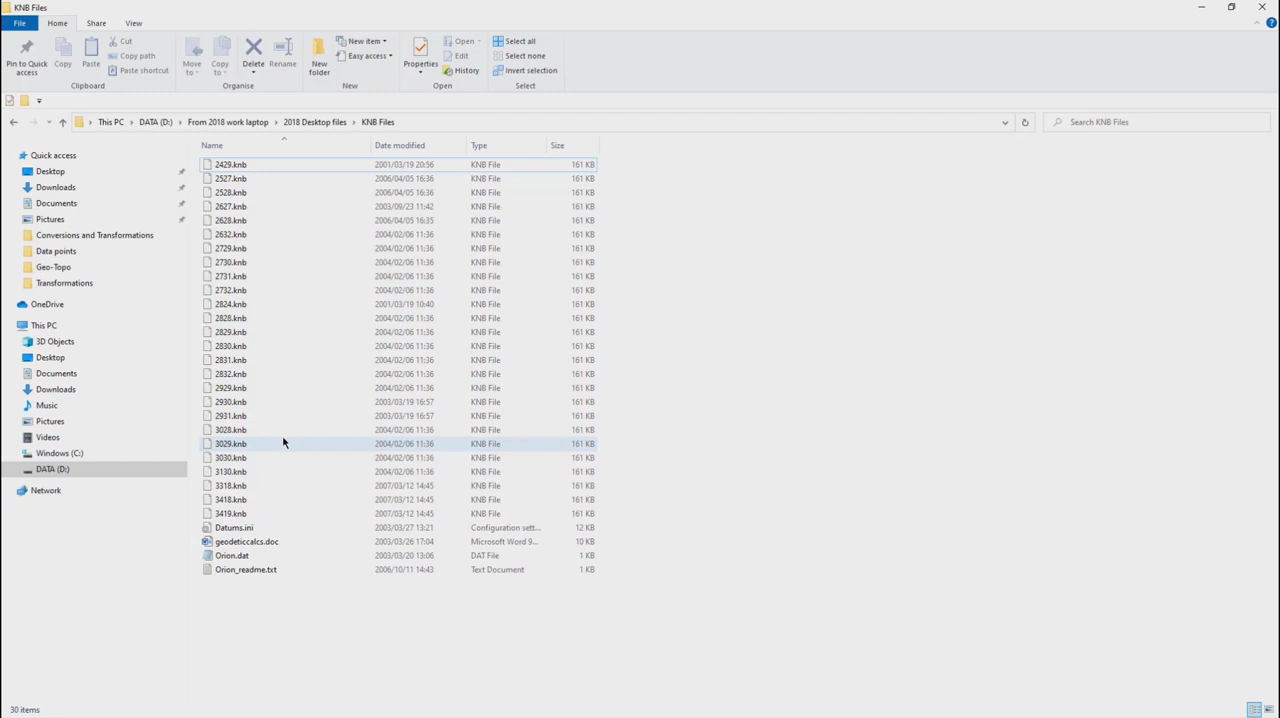 KNB Files
File Home Share View
Pin to Quick access
Copy
Paste
Cut
Copy path
Paste shortcut
Clipboard
Move to
Copy to
Delete
Rename
Organise
New folder
New item
Easy access
New
Properties
Open
Edit
History
Open
Select all
Select none
Invert selection
Select
This PC > DATA (D:) > From 2018 work laptop > 2018 Desktop files > KNB Files
Search KNB Files
Quick access
Desktop
Downloads
Documents
Pictures
Conversions and Transformations
Data points
Geo-Topo
Transformations
OneDrive
This PC
3D Objects
Desktop
Documents
Downloads
Music
Pictures
Videos
Windows (C:)
DATA (D:)
Network
Name Date modified Type Size
2429.knb 2001/03/19 20:56 KNB File 161 KB
2527.knb 2006/04/05 16:36 KNB File 161 KB
2528.knb 2006/04/05 16:36 KNB File 161 KB
2627.knb 2003/09/23 11:42 KNB File 161 KB
2628.knb 2006/04/05 16:35 KNB File 161 KB
2632.knb 2004/02/06 11:36 KNB File 161 KB
2729.knb 2004/02/06 11:36 KNB File 161 KB
2730.knb 2004/02/06 11:36 KNB File 161 KB
2731.knb 2004/02/06 11:36 KNB File 161 KB
2732.knb 2004/02/06 11:36 KNB File 161 KB
2824.knb 2001/03/19 10:40 KNB File 161 KB
2828.knb 2004/02/06 11:36 KNB File 161 KB
2829.knb 2004/02/06 11:36 KNB File 161 KB
2830.knb 2004/02/06 11:36 KNB File 161 KB
2831.knb 2004/02/06 11:36 KNB File 161 KB
2832.knb 2004/02/06 11:36 KNB File 161 KB
2929.knb 2004/02/06 11:36 KNB File 161 KB
2930.knb 2003/03/19 16:57 KNB File 161 KB
2931.knb 2003/03/19 16:57 KNB File 161 KB
3028.knb 2004/02/06 11:36 KNB File 161 KB
3029.knb 2004/02/06 11:36 KNB File 161 KB
3030.knb 2004/02/06 11:36 KNB File 161 KB
3130.knb 2004/02/06 11:36 KNB File 161 KB
3318.knb 2007/03/12 14:45 KNB File 161 KB
3418.knb 2007/03/12 14:45 KNB File 161 KB
3419.knb 2007/03/12 14:45 KNB File 161 KB
Datums.ini 2003/03/27 13:21 Configuration sett... 12 KB
geodeticcalcs.doc 2003/03/26 17:04 Microsoft Word 9... 10 KB
Orion.dat 2003/03/20 13:06 DAT File 1 KB
Orion_readme.txt 2006/10/11 14:43 Text Document 1 KB
30 items